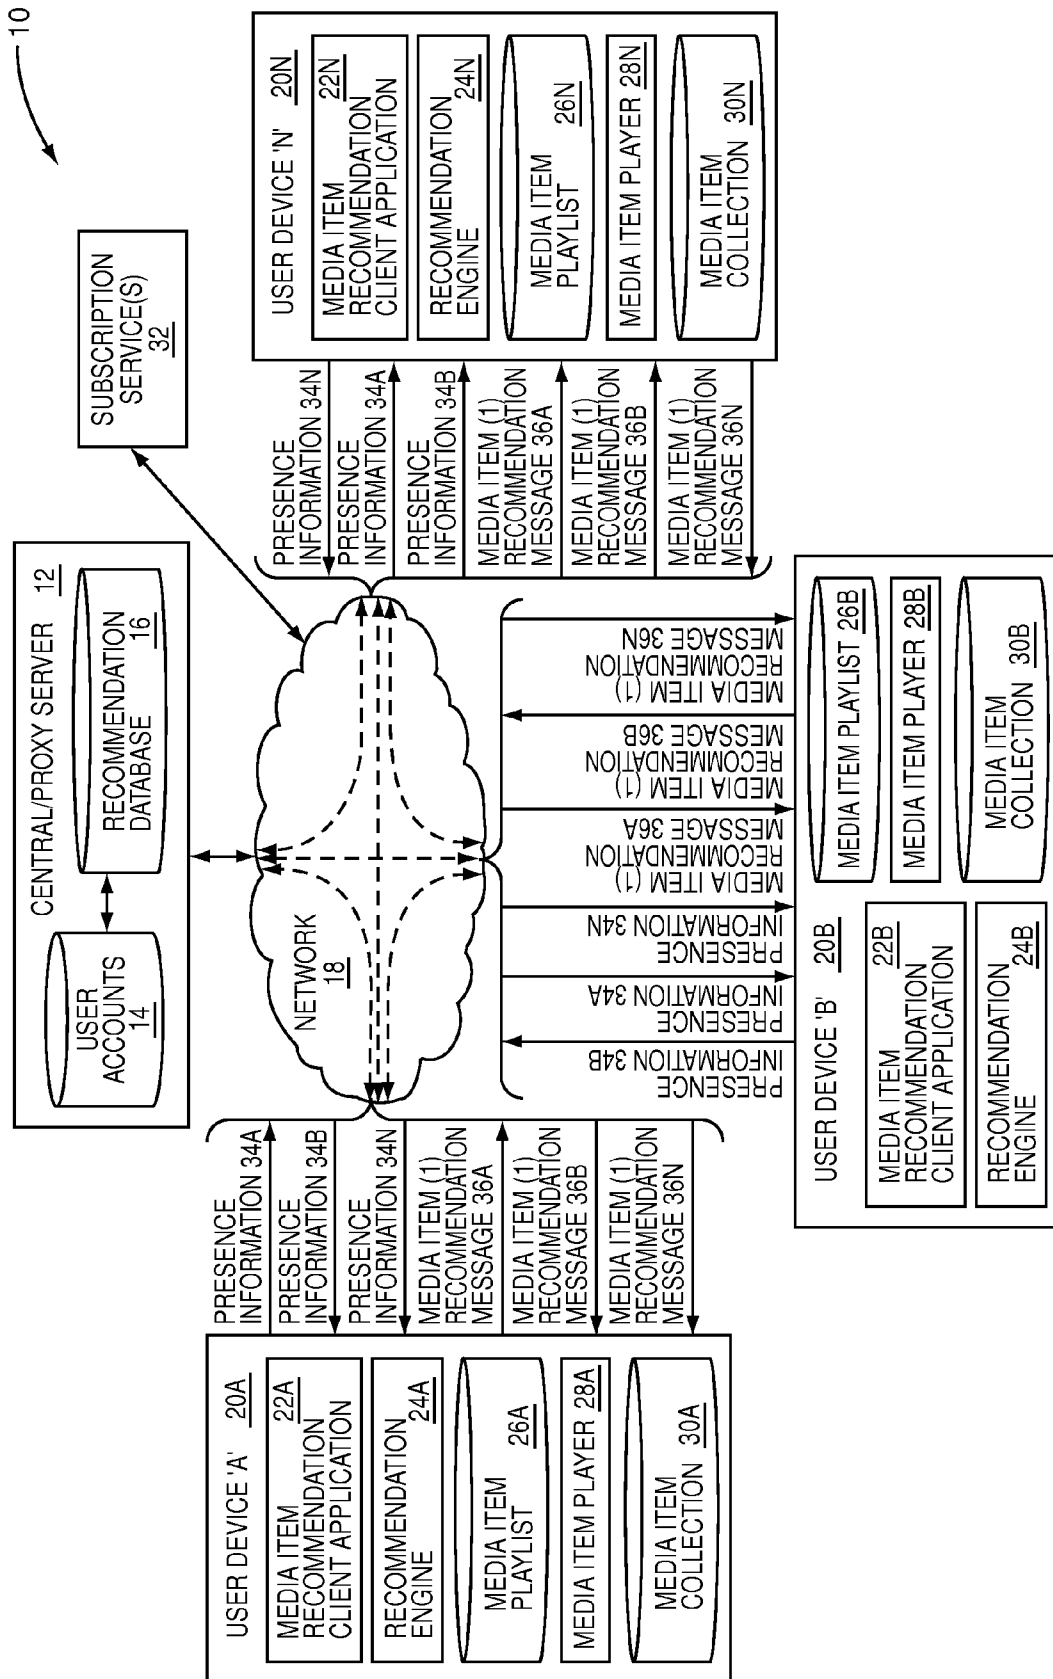 10
CENTRAL/PROXY SERVER 12
USER
ACCOUNTS
14
RECOMMENDATION
DATABASE
16
SUBSCRIPTION
SERVICE(S)
32
NETWORK
18
USER DEVICE 'A' 20A
MEDIA ITEM 22A
RECOMMENDATION
CLIENT APPLICATION
RECOMMENDATION
ENGINE 24A
MEDIA ITEM
PLAYLIST 26A
MEDIA ITEM PLAYER 28A
MEDIA ITEM
COLLECTION 30A
PRESENCE
INFORMATION 34A
PRESENCE
INFORMATION 34B
PRESENCE
INFORMATION 34N
MEDIA ITEM (1)
RECOMMENDATION
MESSAGE 36A
MEDIA ITEM (1)
RECOMMENDATION
MESSAGE 36B
MEDIA ITEM (1)
RECOMMENDATION
MESSAGE 36N
PRESENCE
INFORMATION 34B
PRESENCE
INFORMATION 34A
PRESENCE
INFORMATION 34N
MEDIA ITEM (1)
RECOMMENDATION
MESSAGE 36A
MEDIA ITEM (1)
RECOMMENDATION
MESSAGE 36B
MEDIA ITEM (1)
RECOMMENDATION
MESSAGE 36N
USER DEVICE 'B' 20B
MEDIA ITEM 22B
RECOMMENDATION
CLIENT APPLICATION
RECOMMENDATION
ENGINE 24B
MEDIA ITEM PLAYLIST 26B
MEDIA ITEM PLAYER 28B
MEDIA ITEM
COLLECTION 30B
PRESENCE
INFORMATION 34N
PRESENCE
INFORMATION 34A
PRESENCE
INFORMATION 34B
MEDIA ITEM (1)
RECOMMENDATION
MESSAGE 36A
MEDIA ITEM (1)
RECOMMENDATION
MESSAGE 36B
MEDIA ITEM (1)
RECOMMENDATION
MESSAGE 36N
USER DEVICE 'N' 20N
MEDIA ITEM 22N
RECOMMENDATION
CLIENT APPLICATION
RECOMMENDATION
ENGINE 24N
MEDIA ITEM
PLAYLIST 26N
MEDIA ITEM PLAYER 28N
MEDIA ITEM
COLLECTION 30N